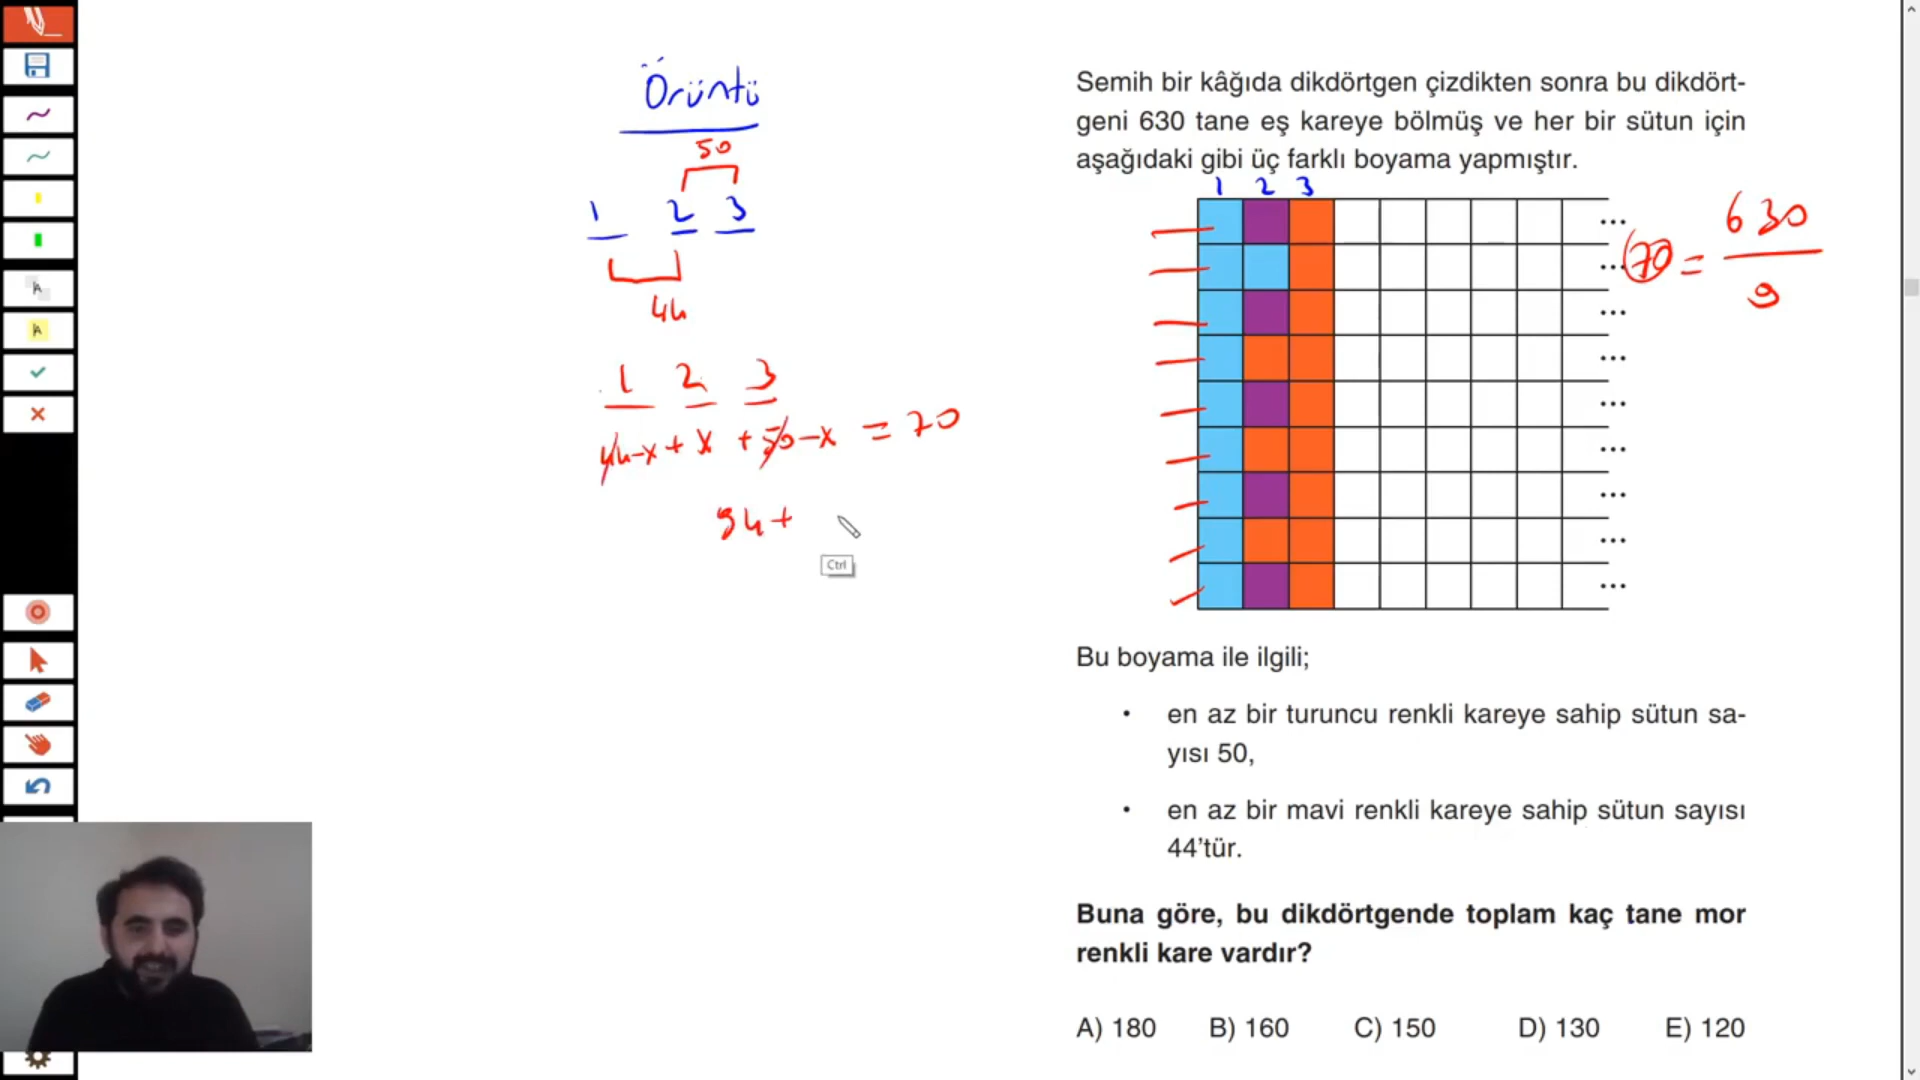 Örüntü
50
1 2 3
44
1 2 3
44-x + x + 50-x = 70
94+
Ctrl
Semih bir kâğıda dikdörtgen çizdikten sonra bu dikdört-
geni 630 tane eş kareye bölmüş ve her bir sütun için
aşağıdaki gibi üç farklı boyama yapmıştır.
1 2 3
...
...
...
...
...
...
...
...
...
70 = 630
9
Bu boyama ile ilgili;
• en az bir turuncu renkli kareye sahip sütun sa-
yısı 50,
• en az bir mavi renkli kareye sahip sütun sayısı
44'tür.
Buna göre, bu dikdörtgende toplam kaç tane mor
renkli kare vardır?
A) 180 B) 160 C) 150 D) 130 E) 120